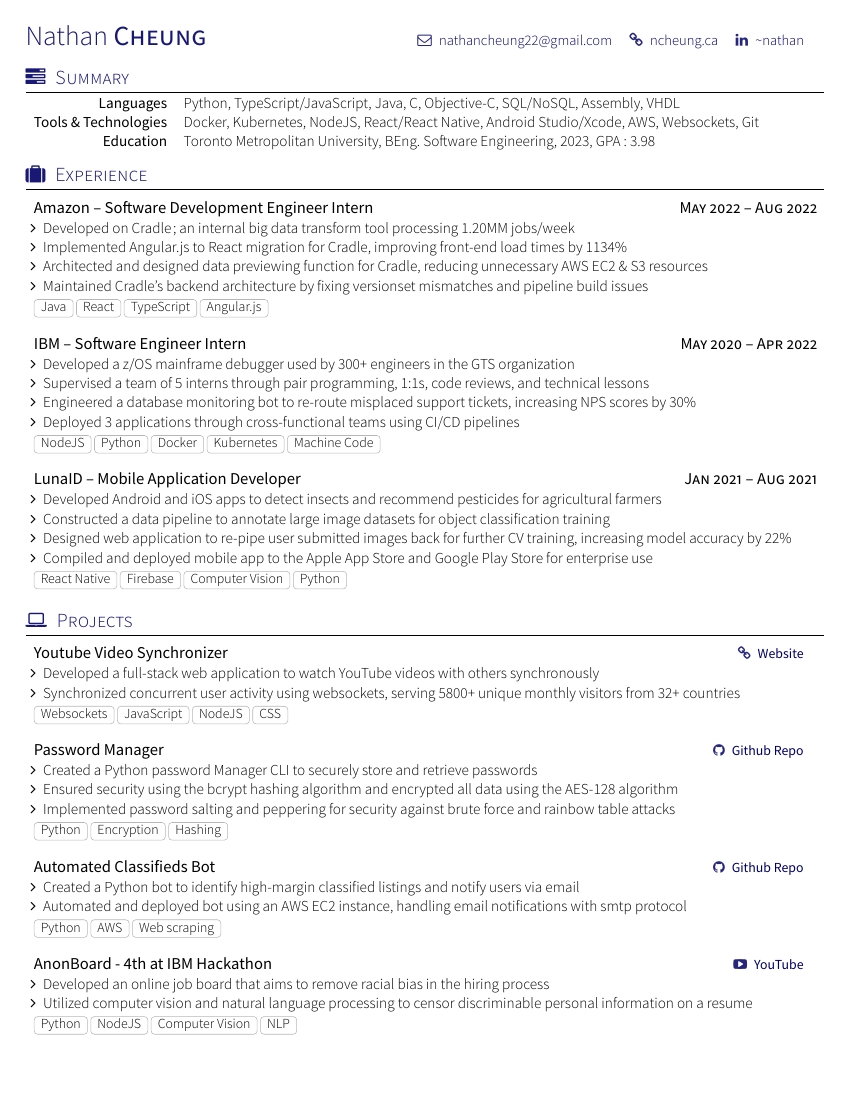 Nathan CHEUNG
nathancheung22@gmail.com ncheung.ca ~nathan
SUMMARY
Languages Python, TypeScript/JavaScript, Java, C, Objective-C, SQL/NoSQL, Assembly, VHDL
Tools & Technologies Docker, Kubernetes, NodeJS, React/React Native, Android Studio/Xcode, AWS, Websockets, Git
Education Toronto Metropolitan University, BEng. Software Engineering, 2023, GPA : 3.98
EXPERIENCE
Amazon – Software Development Engineer Intern MAY 2022 – AUG 2022
Developed on Cradle; an internal big data transform tool processing 1.20MM jobs/week
Implemented Angular.js to React migration for Cradle, improving front-end load times by 1134%
Architected and designed data previewing function for Cradle, reducing unnecessary AWS EC2 & S3 resources
Maintained Cradle’s backend architecture by fixing versionset mismatches and pipeline build issues
Java React TypeScript Angular.js
IBM – Software Engineer Intern MAY 2020 – APR 2022
Developed a z/OS mainframe debugger used by 300+ engineers in the GTS organization
Supervised a team of 5 interns through pair programming, 1:1s, code reviews, and technical lessons
Engineered a database monitoring bot to re-route misplaced support tickets, increasing NPS scores by 30%
Deployed 3 applications through cross-functional teams using CI/CD pipelines
NodeJS Python Docker Kubernetes Machine Code
LunaID – Mobile Application Developer JAN 2021 – AUG 2021
Developed Android and iOS apps to detect insects and recommend pesticides for agricultural farmers
Constructed a data pipeline to annotate large image datasets for object classification training
Designed web application to re-pipe user submitted images back for further CV training, increasing model accuracy by 22%
Compiled and deployed mobile app to the Apple App Store and Google Play Store for enterprise use
React Native Firebase Computer Vision Python
PROJECTS
Youtube Video Synchronizer Website
Developed a full-stack web application to watch YouTube videos with others synchronously
Synchronized concurrent user activity using websockets, serving 5800+ unique monthly visitors from 32+ countries
Websockets JavaScript NodeJS CSS
Password Manager Github Repo
Created a Python password Manager CLI to securely store and retrieve passwords
Ensured security using the bcrypt hashing algorithm and encrypted all data using the AES-128 algorithm
Implemented password salting and peppering for security against brute force and rainbow table attacks
Python Encryption Hashing
Automated Classifieds Bot Github Repo
Created a Python bot to identify high-margin classified listings and notify users via email
Automated and deployed bot using an AWS EC2 instance, handling email notifications with smtp protocol
Python AWS Web scraping
AnonBoard - 4th at IBM Hackathon YouTube
Developed an online job board that aims to remove racial bias in the hiring process
Utilized computer vision and natural language processing to censor discriminable personal information on a resume
Python NodeJS Computer Vision NLP